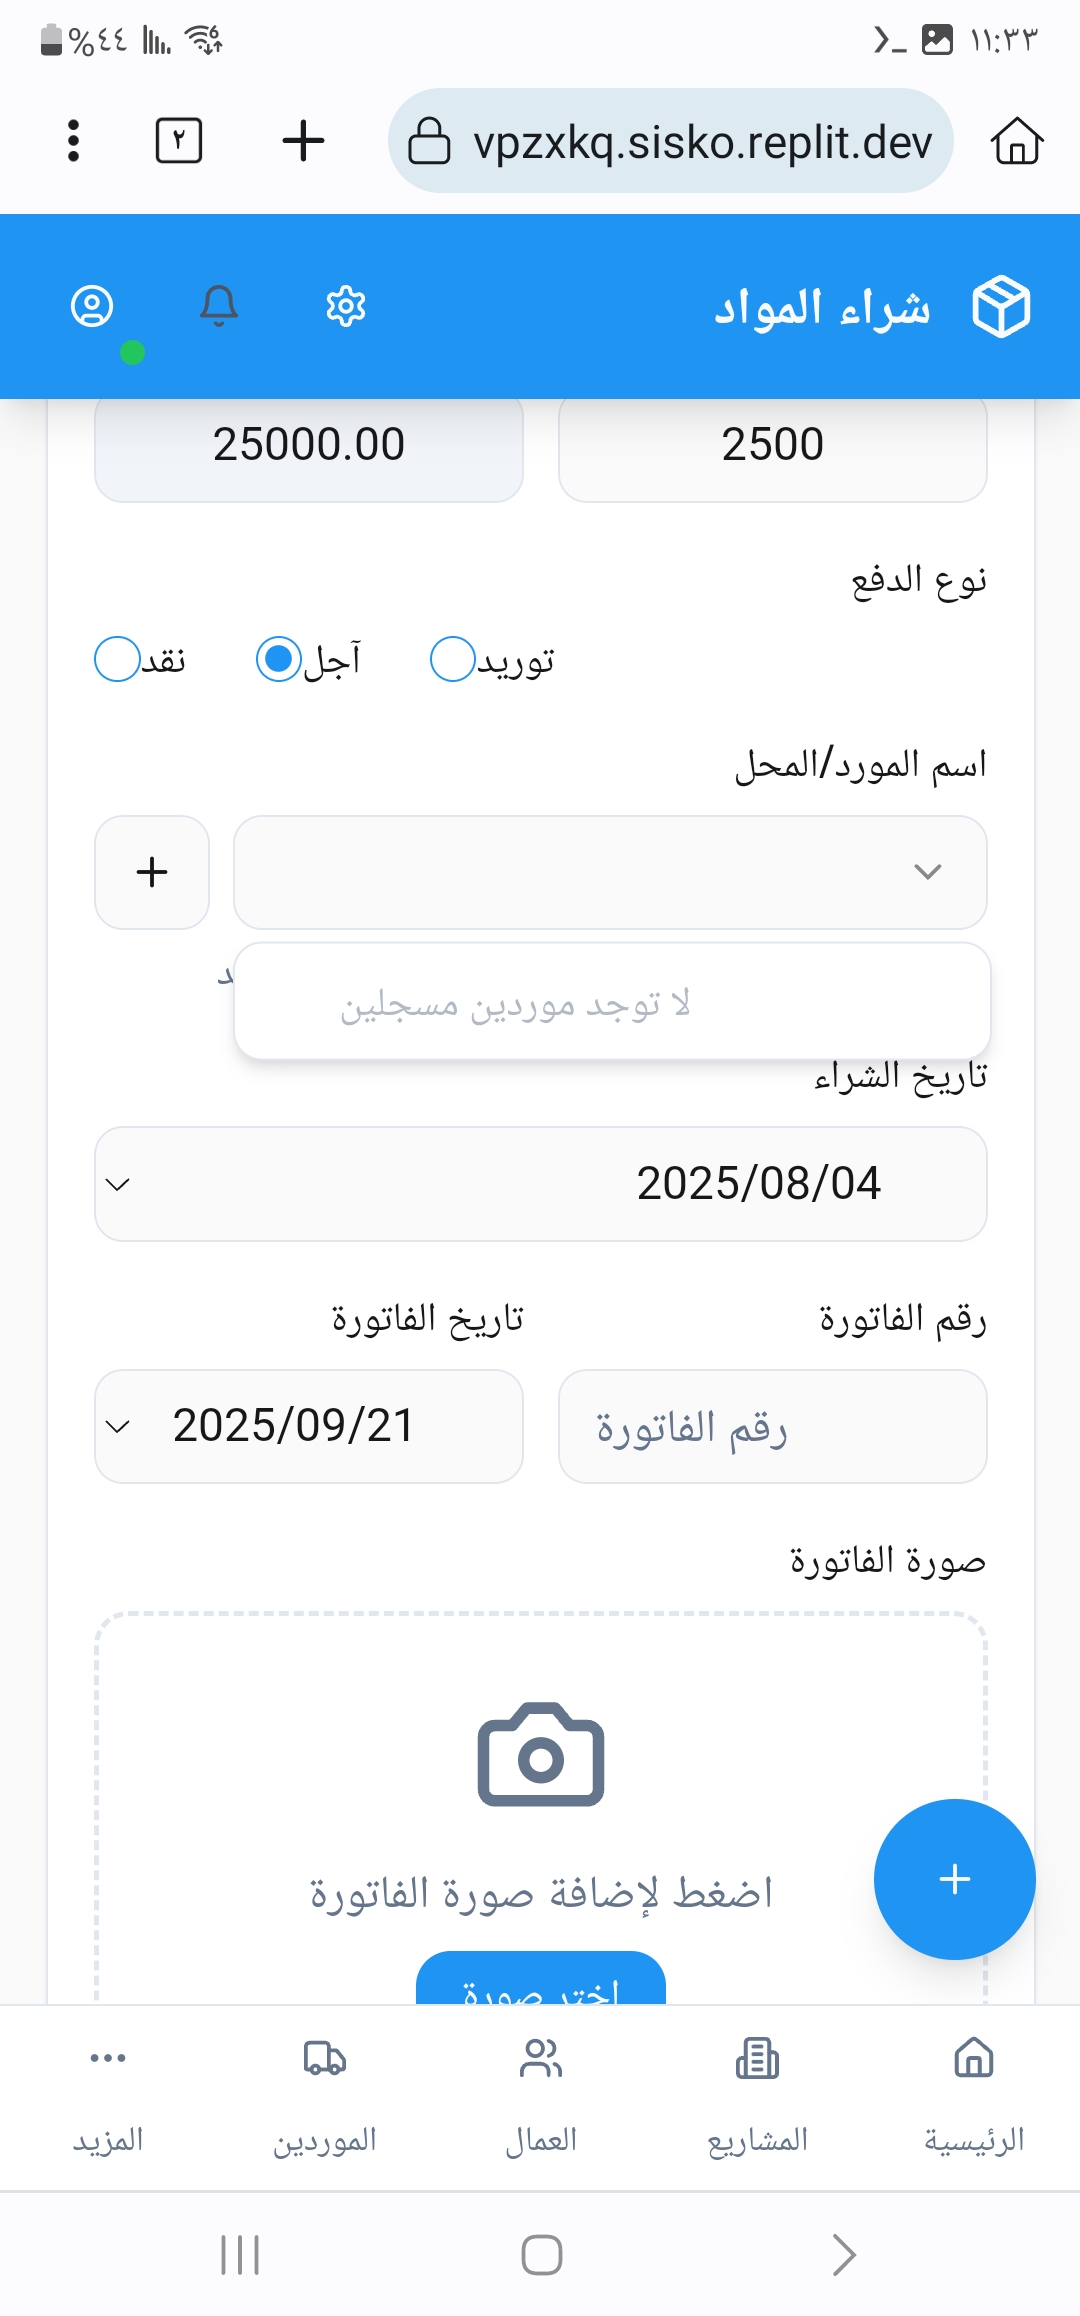 ١١:٣٣
%٤٤
vpzxkq.sisko.replit.dev
٢
شراء المواد
2500
25000.00
نوع الدفع
توريد
آجل
نقد
اسم المورد/المحل
لا توجد موردين مسجلين
تاريخ الشراء
2025/08/04
رقم الفاتورة
تاريخ الفاتورة
رقم الفاتورة
2025/09/21
صورة الفاتورة
اضغط لإضافة صورة الفاتورة
اختر صورة
الرئيسية
المشاريع
العمال
الموردين
المزيد